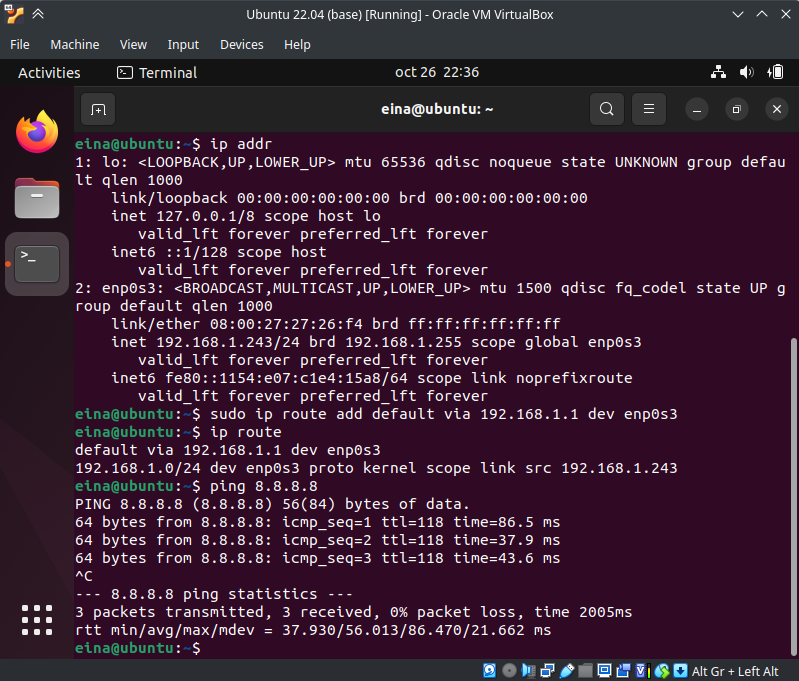 Ubuntu 22.04 (base) [Running] - Oracle VM VirtualBox
File Machine View Input Devices Help
Activities Terminal oct 26 22:36
eina@ubuntu: ~
eina@ubuntu:~$ ip addr
1: lo: <LOOPBACK,UP,LOWER_UP> mtu 65536 qdisc noqueue state UNKNOWN group defau
lt qlen 1000
link/loopback 00:00:00:00:00:00 brd 00:00:00:00:00:00
inet 127.0.0.1/8 scope host lo
valid_lft forever preferred_lft forever
inet6 ::1/128 scope host
valid_lft forever preferred_lft forever
2: enp0s3: <BROADCAST,MULTICAST,UP,LOWER_UP> mtu 1500 qdisc fq_codel state UP g
roup default qlen 1000
link/ether 08:00:27:27:26:f4 brd ff:ff:ff:ff:ff:ff
inet 192.168.1.243/24 brd 192.168.1.255 scope global enp0s3
valid_lft forever preferred_lft forever
inet6 fe80::1154:e07:c1e4:15a8/64 scope link noprefixroute
valid_lft forever preferred_lft forever
eina@ubuntu:~$ sudo ip route add default via 192.168.1.1 dev enp0s3
eina@ubuntu:~$ ip route
default via 192.168.1.1 dev enp0s3
192.168.1.0/24 dev enp0s3 proto kernel scope link src 192.168.1.243
eina@ubuntu:~$ ping 8.8.8.8
PING 8.8.8.8 (8.8.8.8) 56(84) bytes of data.
64 bytes from 8.8.8.8: icmp_seq=1 ttl=118 time=86.5 ms
64 bytes from 8.8.8.8: icmp_seq=2 ttl=118 time=37.9 ms
64 bytes from 8.8.8.8: icmp_seq=3 ttl=118 time=43.6 ms
^C
--- 8.8.8.8 ping statistics ---
3 packets transmitted, 3 received, 0% packet loss, time 2005ms
rtt min/avg/max/mdev = 37.930/56.013/86.470/21.662 ms
eina@ubuntu:~$
Alt Gr + Left Alt